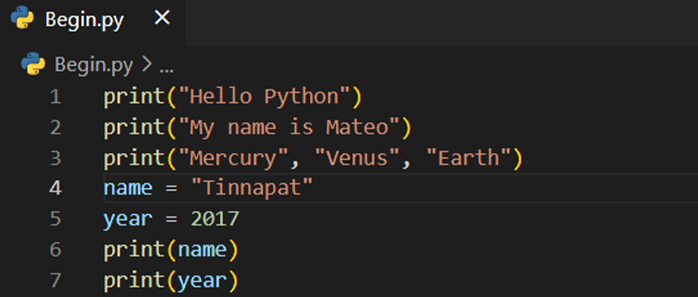 Begin.py ×
Begin.py > ...
1 print("Hello Python")
2 print("My name is Mateo")
3 print("Mercury", "Venus", "Earth")
4 name = "Tinnapat"
5 year = 2017
6 print(name)
7 print(year)